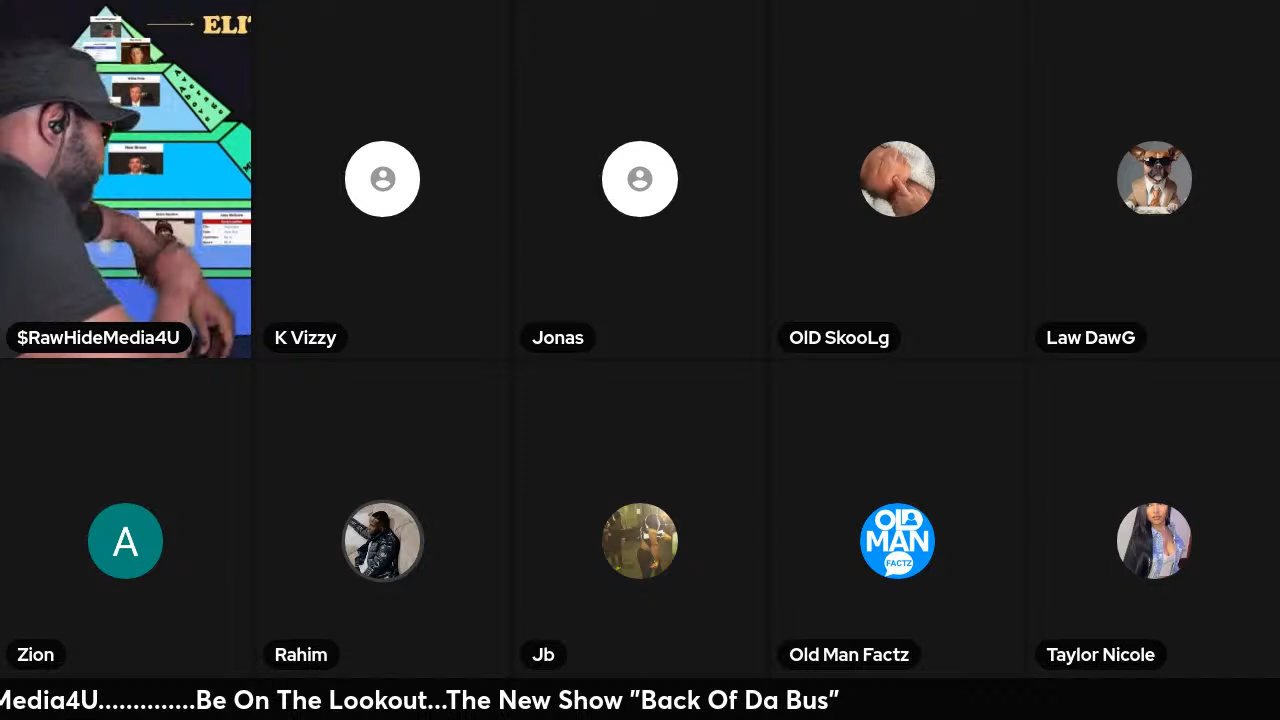 ELI
$RawHideMedia4U
K Vizzy
Jonas
OlD SkooLg
Law DawG
A
OlD
MAN
FACTZ
Zion
Rahim
Jb
Old Man Factz
Taylor Nicole
Media4U..............Be On The Lookout...The New Show "Back Of Da Bus"